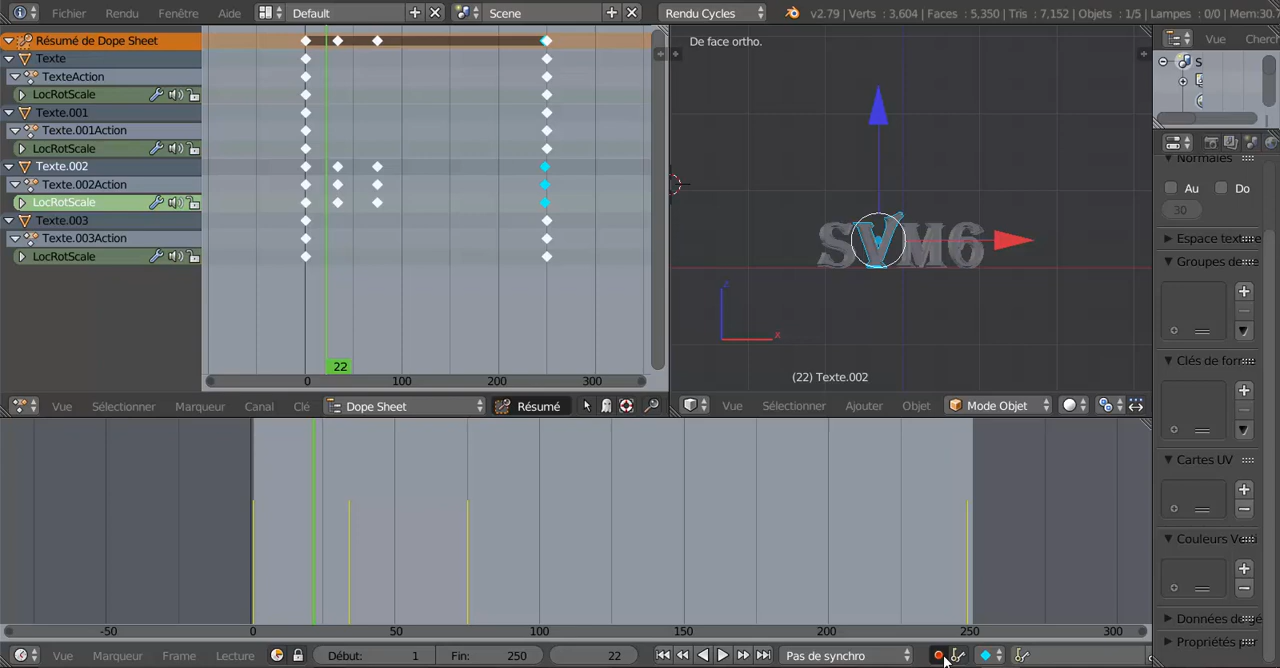 Fichier Rendu Fenêtre Aide Default Scene Rendu Cycles v2.79 | Verts : 3,604 | Faces : 5,350 | Tris : 7,152 | Objets : 1/5 | Lampes : 0/0 | Mem:30.
Résumé de Dope Sheet
Texte
TexteAction
LocRotScale
Texte.001
Texte.001Action
LocRotScale
Texte.002
Texte.002Action
LocRotScale
Texte.003
Texte.003Action
LocRotScale
22
0 100 200 300
Vue Sélectionner Marqueur Canal Clé Dope Sheet Résumé
De face ortho.
SVM6
z
x
(22) Texte.002
Vue Sélectionner Ajouter Objet Mode Objet
Vue Cherch
S
Normales
Au Do
30
Espace textu
Groupes de
Clés de for
Cartes UV
Couleurs Ve
Données de gé
Propriétés p
-50 0 50 100 150 200 250 300
Vue Marqueur Frame Lecture Début: 1 Fin: 250 22 Pas de synchro